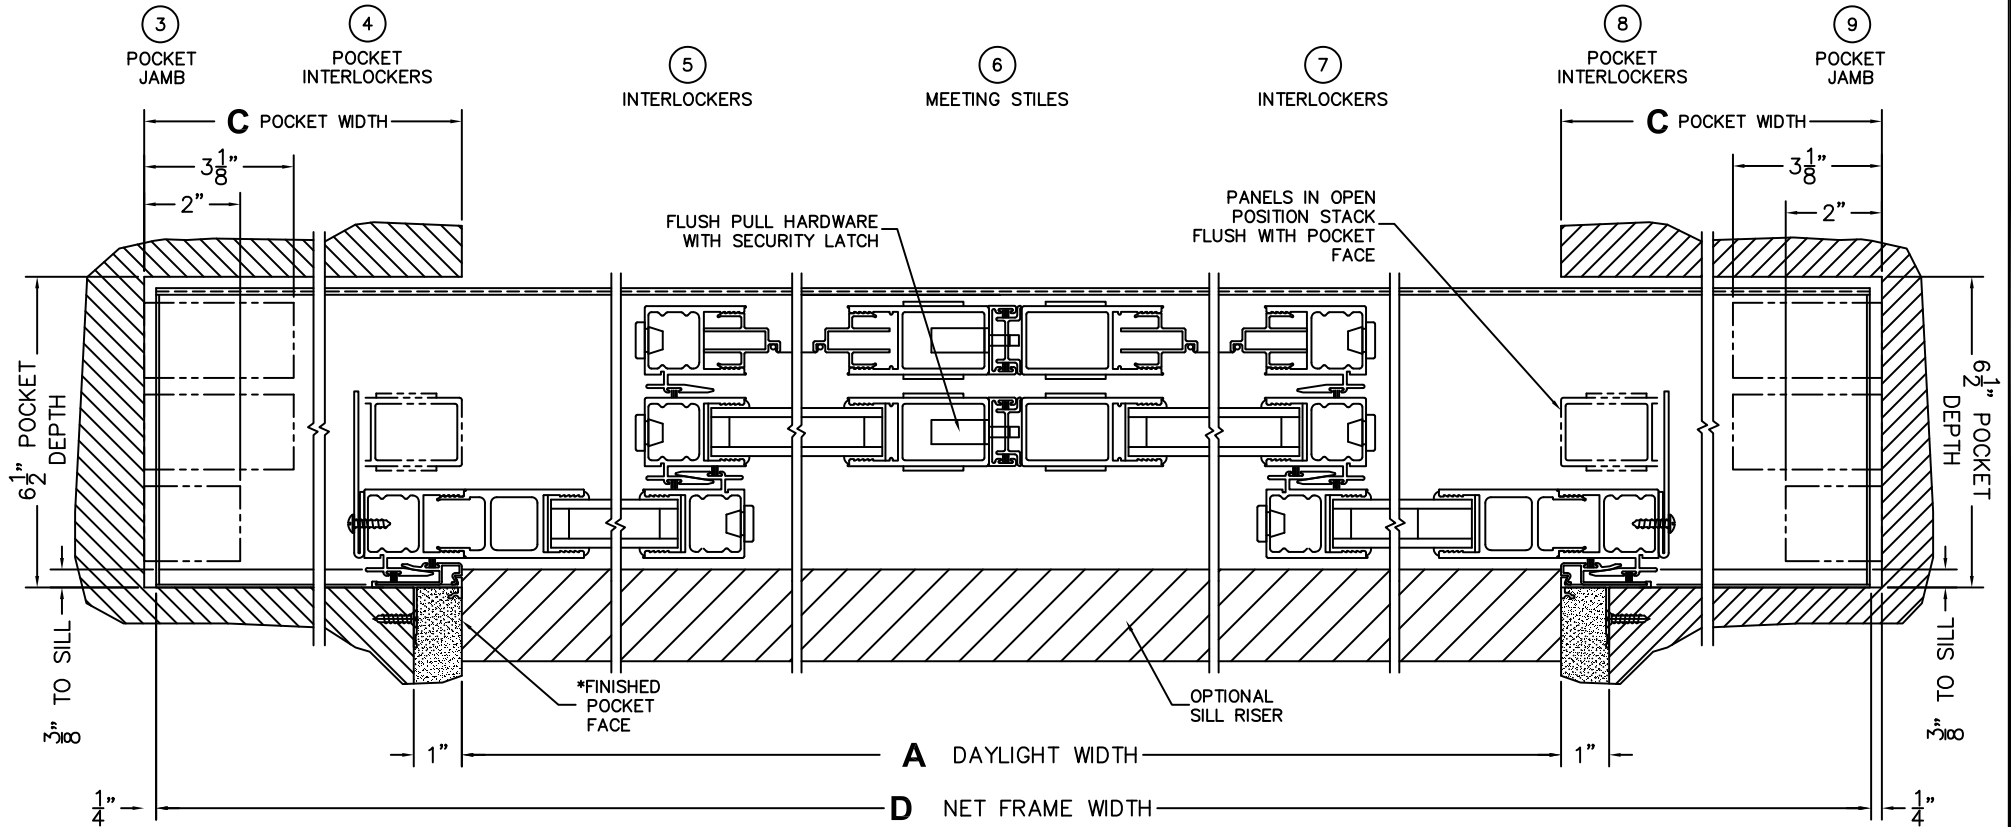 3
POCKET
JAMB
4
POCKET
INTERLOCKERS
5
INTERLOCKERS
6
MEETING STILES
7
INTERLOCKERS
8
POCKET
INTERLOCKERS
9
POCKET
JAMB
C POCKET WIDTH
3 1/8"
2"
C POCKET WIDTH
3 1/8"
2"
FLUSH PULL HARDWARE
WITH SECURITY LATCH
PANELS IN OPEN
POSITION STACK
FLUSH WITH POCKET
FACE
6 1/2" POCKET
DEPTH
6 1/2" POCKET
DEPTH
3/8" TO SILL
3/8" TO SILL
*FINISHED
POCKET
FACE
OPTIONAL
SILL RISER
1"
A DAYLIGHT WIDTH
1"
1/4"
D NET FRAME WIDTH
1/4"